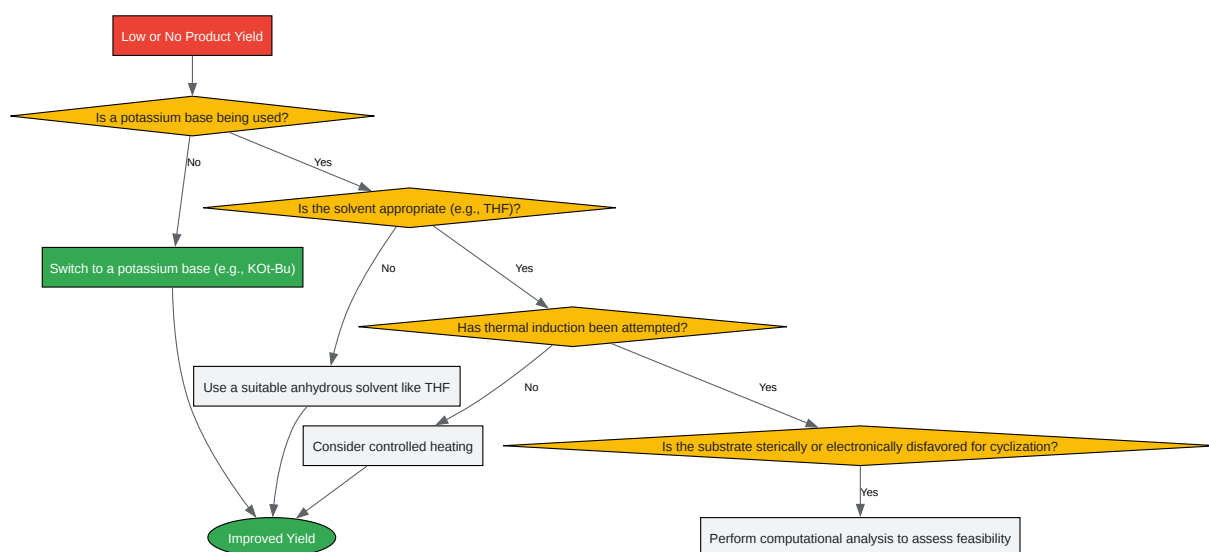 Low or No Product Yield
Is a potassium base being used?
No
Yes
Is the solvent appropriate (e.g., THF)?
Switch to a potassium base (e.g., KOt-Bu)
No
Yes
Has thermal induction been attempted?
Use a suitable anhydrous solvent like THF
No
Yes
Consider controlled heating
Is the substrate sterically or electronically disfavored for cyclization?
Yes
Improved Yield
Perform computational analysis to assess feasibility